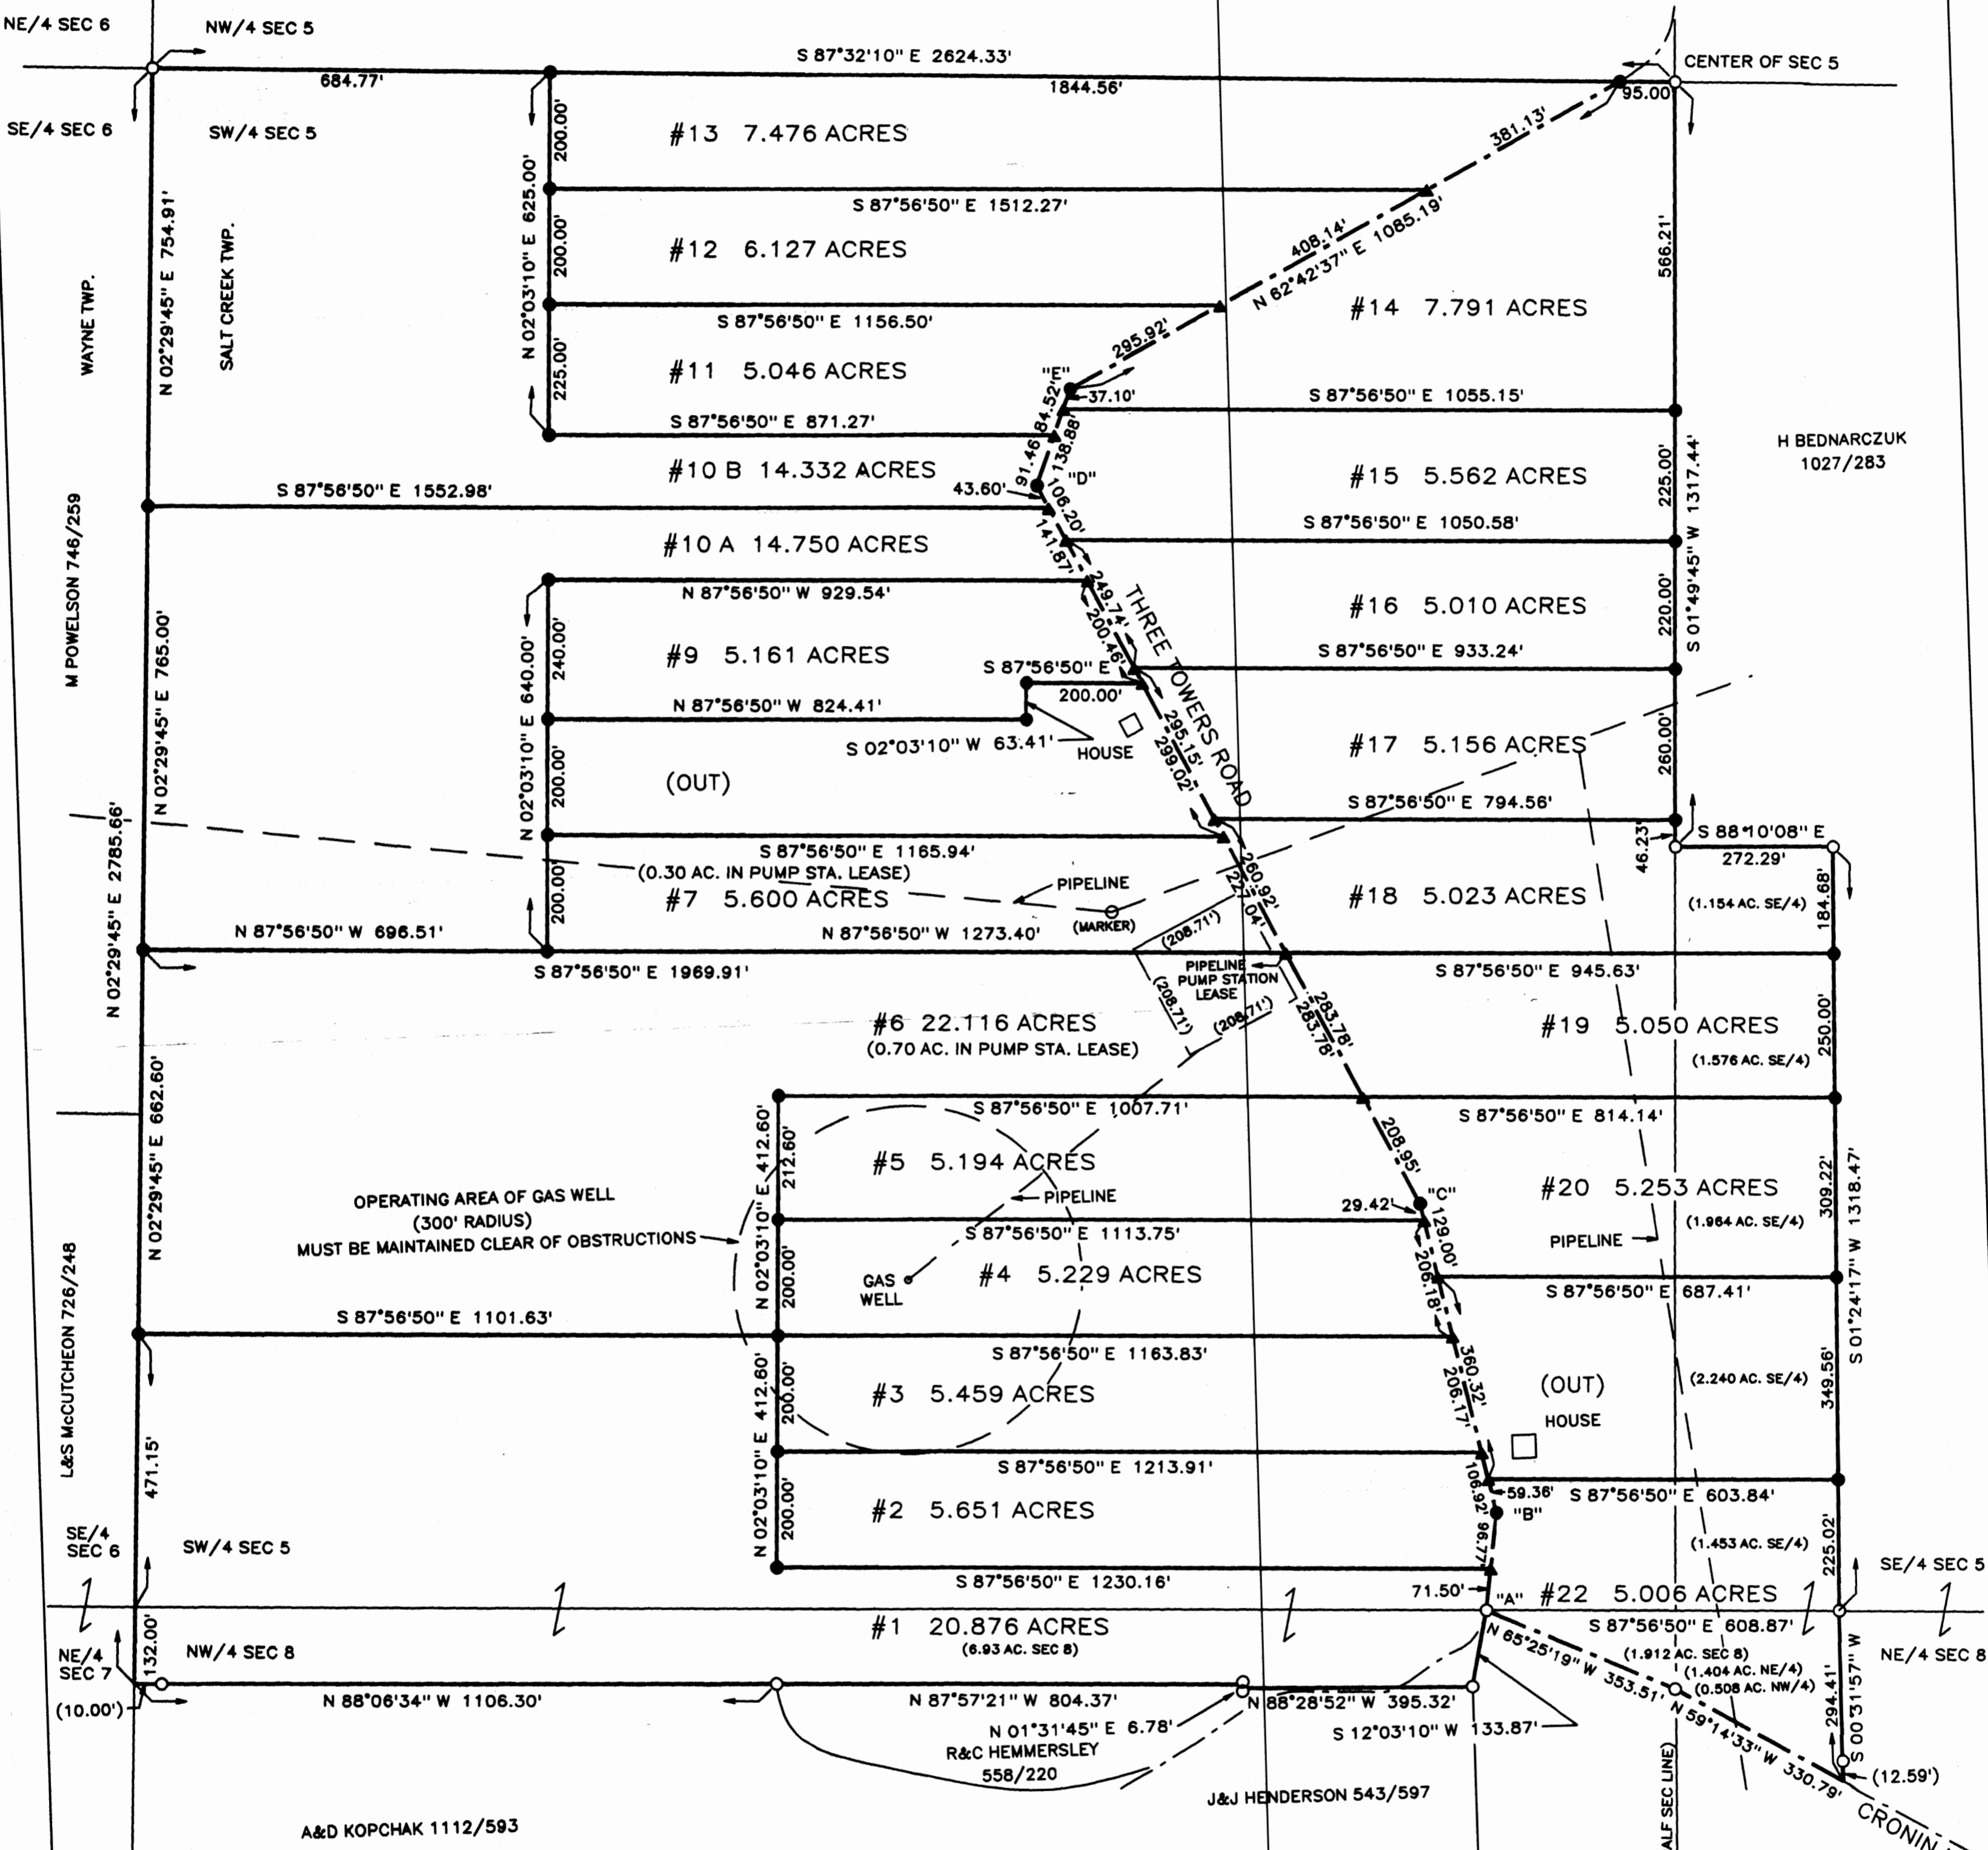 NE/4 SEC 6
NW/4 SEC 5
S 87°32'10" E 2624.33'
684.77'
1844.56'
95.00'
CENTER OF SEC 5
SE/4 SEC 6
SW/4 SEC 5
N 02°29'45" E 754.91'
WAYNE TWP.
SALT CREEK TWP.
N 02°03'10" E 625.00'
200.00'
#13 7.476 ACRES
381.13'
S 87°56'50" E 1512.27'
200.00'
#12 6.127 ACRES
408.14'
N 62°42'37" E 1085.19'
566.21'
S 87°56'50" E 1156.50'
#14 7.791 ACRES
225.00'
#11 5.046 ACRES
295.92'
"E"
37.10'
84.52'
S 87°56'50" E 871.27'
S 87°56'50" E 1055.15'
138.88'
91.46
#10 B 14.332 ACRES
"D"
43.60'
106.20'
#15 5.562 ACRES
225.00'
S 01°49'45" W 1317.44'
H BEDNARCZUK
1027/283
M POWELSON 746/259
S 87°56'50" E 1552.98'
S 87°56'50" E 1050.58'
#10 A 14.750 ACRES
141.87'
N 87°56'50" W 929.54'
249.74'
200.46'
THREE TOWERS ROAD
#16 5.010 ACRES
220.00'
N 02°29'45" E 765.00'
N 02°03'10" E 640.00'
240.00'
#9 5.161 ACRES
S 87°56'50" E
200.00'
S 87°56'50" E 933.24'
N 87°56'50" W 824.41'
S 02°03'10" W 63.41'
HOUSE
295.15'
299.02'
#17 5.156 ACRES
260.00'
200.00'
(OUT)
S 87°56'50" E 794.56'
N 02°29'45" E 2785.66'
S 87°56'50" E 1165.94'
46.23'
S 88°10'08" E
272.29'
(0.30 AC. IN PUMP STA. LEASE)
200.00'
#7 5.600 ACRES
PIPELINE
(MARKER)
260.92'
227.04'
#18 5.023 ACRES
(1.154 AC. SE/4)
184.68'
N 87°56'50" W 696.51'
N 87°56'50" W 1273.40'
(208.71')
S 87°56'50" E 1969.91'
PIPELINE
PUMP STATION
LEASE
S 87°56'50" E 945.63'
(208.71')
(208.71')
#6 22.116 ACRES
(0.70 AC. IN PUMP STA. LEASE)
283.78'
283.78'
#19 5.050 ACRES
(1.576 AC. SE/4)
250.00'
N 02°29'45" E 662.60'
S 87°56'50" E 1007.71'
S 87°56'50" E 814.14'
N 02°03'10" E 412.60'
212.60'
#5 5.194 ACRES
208.95'
#20 5.253 ACRES
(1.964 AC. SE/4)
309.22'
S 01°24'17" W 1318.47'
OPERATING AREA OF GAS WELL
(300' RADIUS)
MUST BE MAINTAINED CLEAR OF OBSTRUCTIONS
PIPELINE
"C"
29.42'
129.00'
PIPELINE
S 87°56'50" E 1113.75'
200.00'
GAS
WELL
#4 5.229 ACRES
206.18'
S 87°56'50" E 687.41'
L&S McCUTCHEON 726/248
S 87°56'50" E 1101.63'
S 87°56'50" E 1163.83'
N 02°03'10" E 412.60'
200.00'
#3 5.459 ACRES
360.32'
206.17'
(OUT)
HOUSE
(2.240 AC. SE/4)
349.56'
471.15'
S 87°56'50" E 1213.91'
106.92'
59.36'
S 87°56'50" E 603.84'
200.00'
#2 5.651 ACRES
"B"
96.77'
(1.453 AC. SE/4)
225.02'
SE/4
SEC 6
SW/4 SEC 5
S 87°56'50" E 1230.16'
71.50'
"A"
#22 5.006 ACRES
SE/4 SEC 5
#1 20.876 ACRES
(6.93 AC. SEC 8)
S 87°56'50" E 608.87'
(1.912 AC. SEC 8)
(1.404 AC. NE/4)
(0.508 AC. NW/4)
NE/4
SEC 7
132.00'
NW/4 SEC 8
NE/4 SEC 8
N 65°25'19" W 353.51'
(10.00')
N 88°06'34" W 1106.30'
N 87°57'21" W 804.37'
N 88°28'52" W 395.32'
N 01°31'45" E 6.78'
S 12°03'10" W 133.87'
N 59°14'33" W 330.79'
294.41'
S 00°31'57" W
(12.59')
R&C HEMMERSLEY
558/220
J&J HENDERSON 543/597
A&D KOPCHAK 1112/593
ALF SEC LINE)
CRONIN